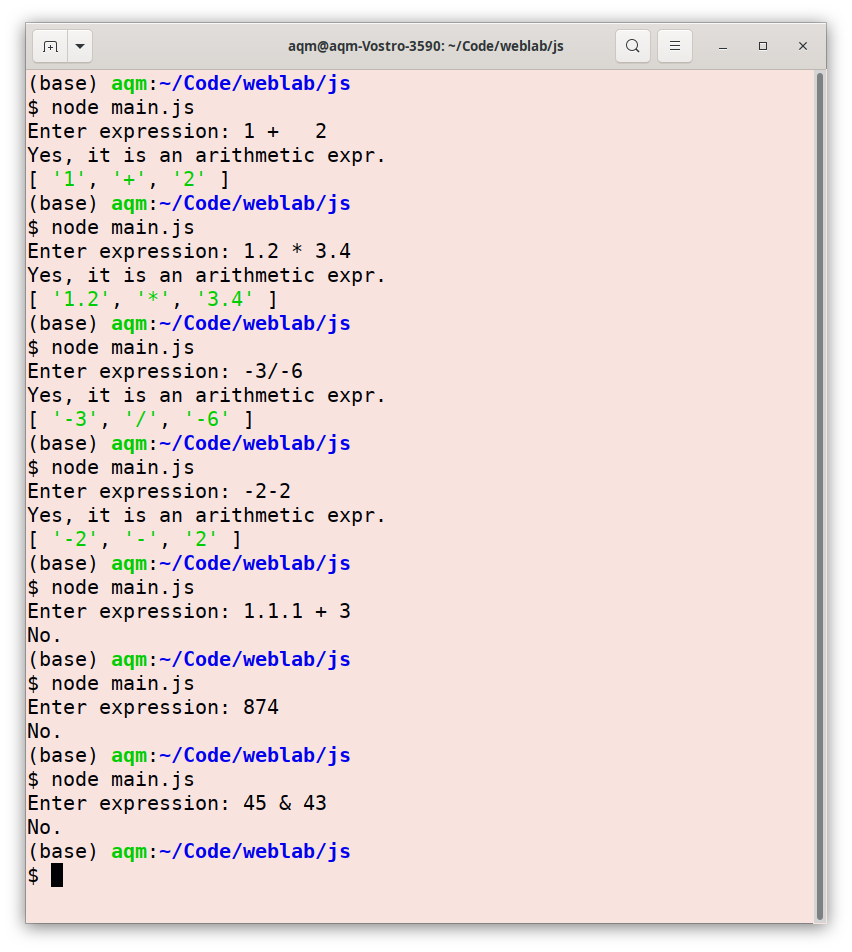 aqm@aqm-Vostro-3590: ~/Code/weblab/js
(base) aqm:~/Code/weblab/js
$ node main.js
Enter expression: 1 +   2
Yes, it is an arithmetic expr.
[ '1', '+', '2' ]
(base) aqm:~/Code/weblab/js
$ node main.js
Enter expression: 1.2 * 3.4
Yes, it is an arithmetic expr.
[ '1.2', '*', '3.4' ]
(base) aqm:~/Code/weblab/js
$ node main.js
Enter expression: -3/-6
Yes, it is an arithmetic expr.
[ '-3', '/', '-6' ]
(base) aqm:~/Code/weblab/js
$ node main.js
Enter expression: -2-2
Yes, it is an arithmetic expr.
[ '-2', '-', '2' ]
(base) aqm:~/Code/weblab/js
$ node main.js
Enter expression: 1.1.1 + 3
No.
(base) aqm:~/Code/weblab/js
$ node main.js
Enter expression: 874
No.
(base) aqm:~/Code/weblab/js
$ node main.js
Enter expression: 45 & 43
No.
(base) aqm:~/Code/weblab/js
$